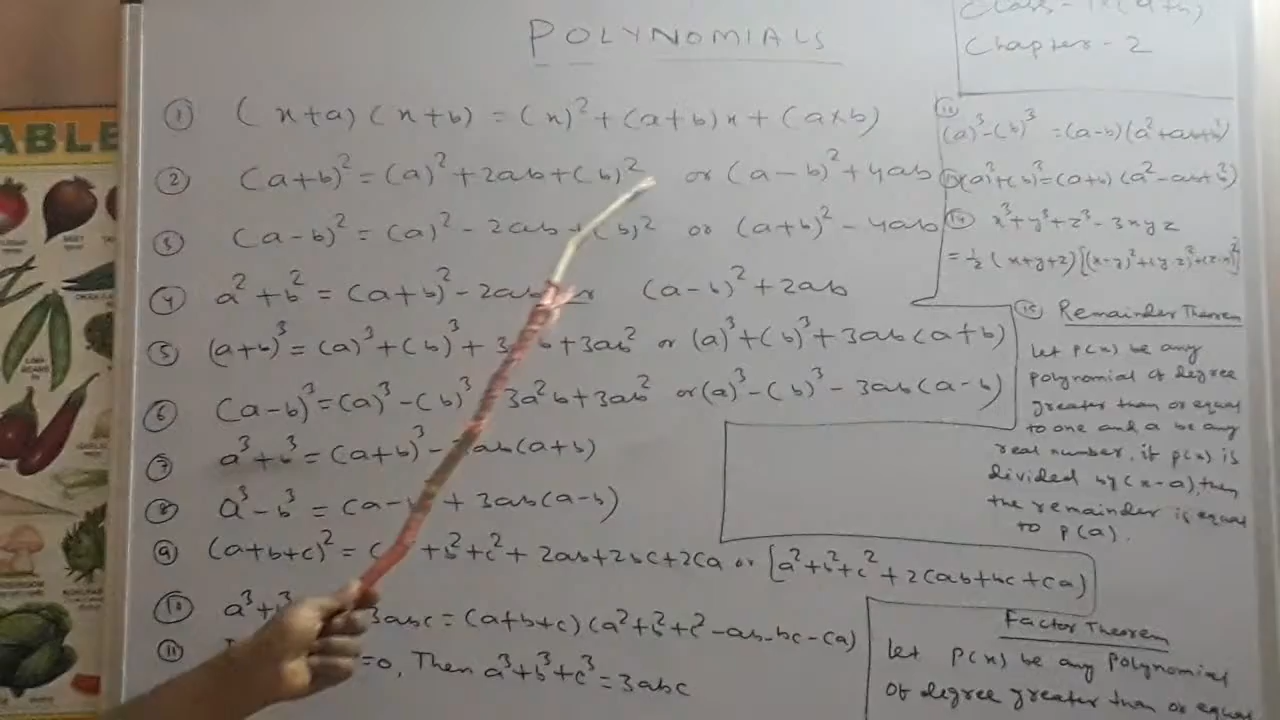 POLYNOMIALS
Chapter - 2
① (x+a)(x+b) = (x)²+(a+b)x+(a×b)
② (a+b)² = (a)²+2ab+(b)² or (a-b)²+4ab
③ (a-b)² = (a)²-2ab+(b)² or (a+b)²-4ab
④ a²+b² = (a+b)²-2ab or (a-b)²+2ab
⑤ (a+b)³ = (a)³+(b)³+3 b+3ab² or (a)³+(b)³+3ab(a+b)
⑥ (a-b)³ = (a)³-(b)³ 3a²b+3ab² or (a)³-(b)³-3ab(a-b)
⑦ a³+b³ = (a+b)³- ab(a+b)
⑧ a³-b³ = (a- + 3ab(a-b)
⑨ (a+b+c)² = ( +b²+c²+2ab+2bc+2ca or [a²+b²+c²+2(ab+bc+ca)
⑩ a³+ 3abc = (a+b+c)(a²+b²+c²-ab-bc-ca)
⑪ =0, Then a³+b³+c³=3abc
(a)³-(b)³ = (a-b)(a²+ab+b²)
(a)³+(b)³=(a+b)(a²-ab+b²)
⑭ x³+y³+z³-3xyz
=½(x+y+z)[(x-y)²+(y-z)²+(z-x)²]
⑮ Remainder Theorem
Let p(x) be any
polynomial of degree
greater than or equal
to one and a be any
real number, if p(x) is
divided by (x-a), then
the remainder is equal
to p(a).
Factor Theorem
Let p(x) be any polynomial
of degree greater than or equal
ABLE